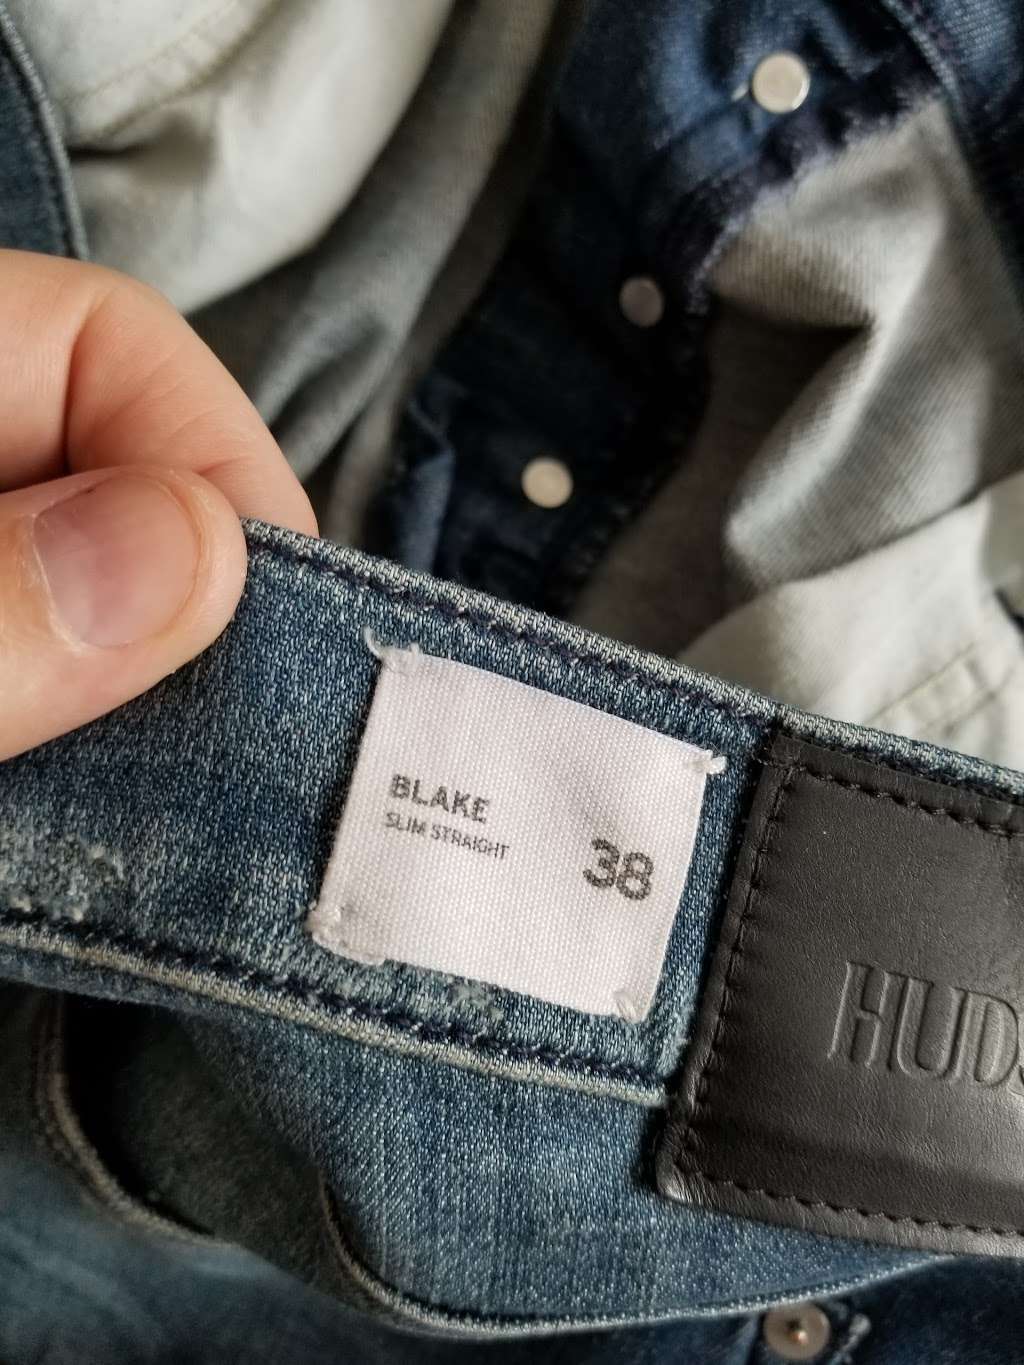 BLAKE
SLIM STRAIGHT
38
HUDS